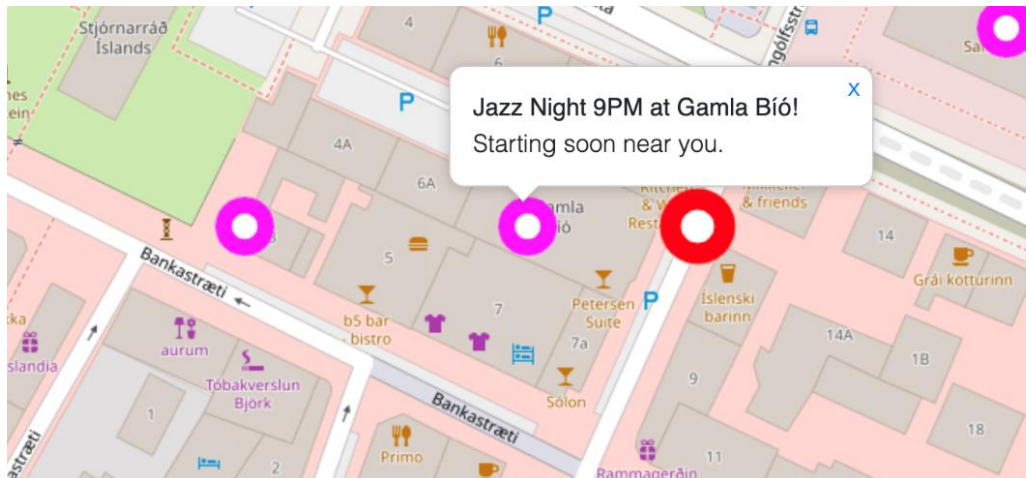 Stjórnarráð
Íslands
4
P
6
P
4A
6A
Jazz Night 9PM at Gamla Bíó!
X
Starting soon near you.
& friends
14
Grái kötturinn
5
Bankastræti
b5 bar
bistro
7
Petersen
Suite
P
Íslenski
barinn
7a
14A
1B
aurum
Tóbakverslun
Björk
Sólon
9
1
Bankastræti
18
Primo
2
11
Rammagerðin